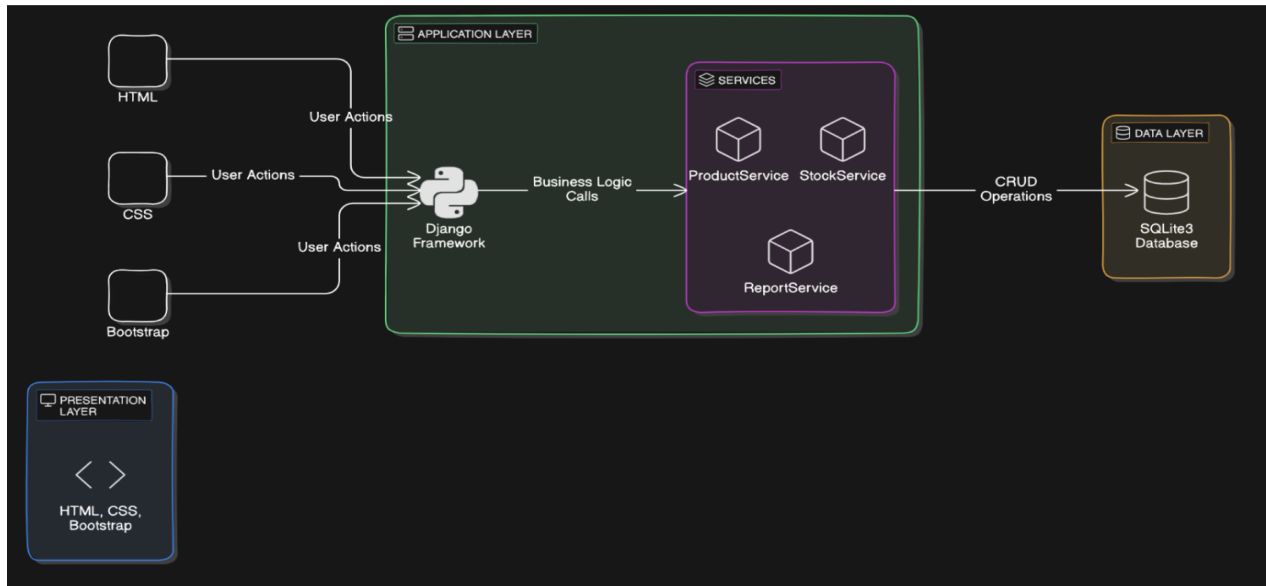 APPLICATION LAYER
HTML
User Actions
CSS
User Actions
Bootstrap
User Actions
Django
Framework
Business Logic
Calls
SERVICES
ProductService
StockService
ReportService
CRUD
Operations
DATA LAYER
SQLite3
Database
PRESENTATION
LAYER
HTML, CSS,
Bootstrap